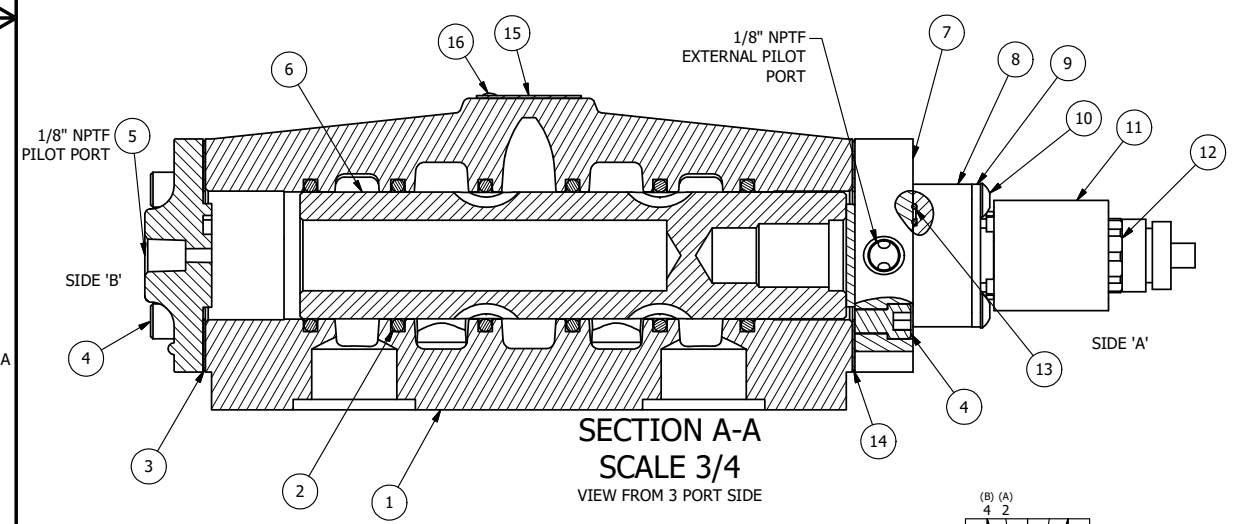 16
15
1/8" NPTF
EXTERNAL PILOT
PORT
7
8
9
10
11
12
6
1/8" NPTF
PILOT PORT
5
SIDE 'B'
SIDE 'A'
4
A
13
4
14
3
2
1
SECTION A-A
SCALE 3/4
VIEW FROM 3 PORT SIDE
(B) (A)
4 2